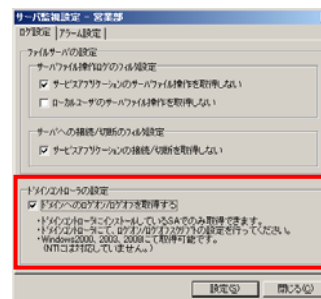 サーバ監視設定 - 営業部
ログ設定 | アラーム設定
ファイルサーバの設定
サーバファイル操作ログのフィルタ設定
サービスアプリケーションのサーバファイル操作を取得しない
ローカルユーザのサーバファイル操作を取得しない
サーバへの接続/切断のフィルタ設定
サービスアプリケーションの接続/切断を取得しない
ドメインコントローラの設定
ドメインへのログオン/ログオフを取得する
・ドメインコントローラにインストールしているSAでのみ取得できます。
・ドメインコントローラにて、ログオン/ログオフスクリプトの設定を行ってください。
・Windows2000, 2003, 2008にて取得可能です。
(NTには対応していません。)
設定(S)
閉じる(C)